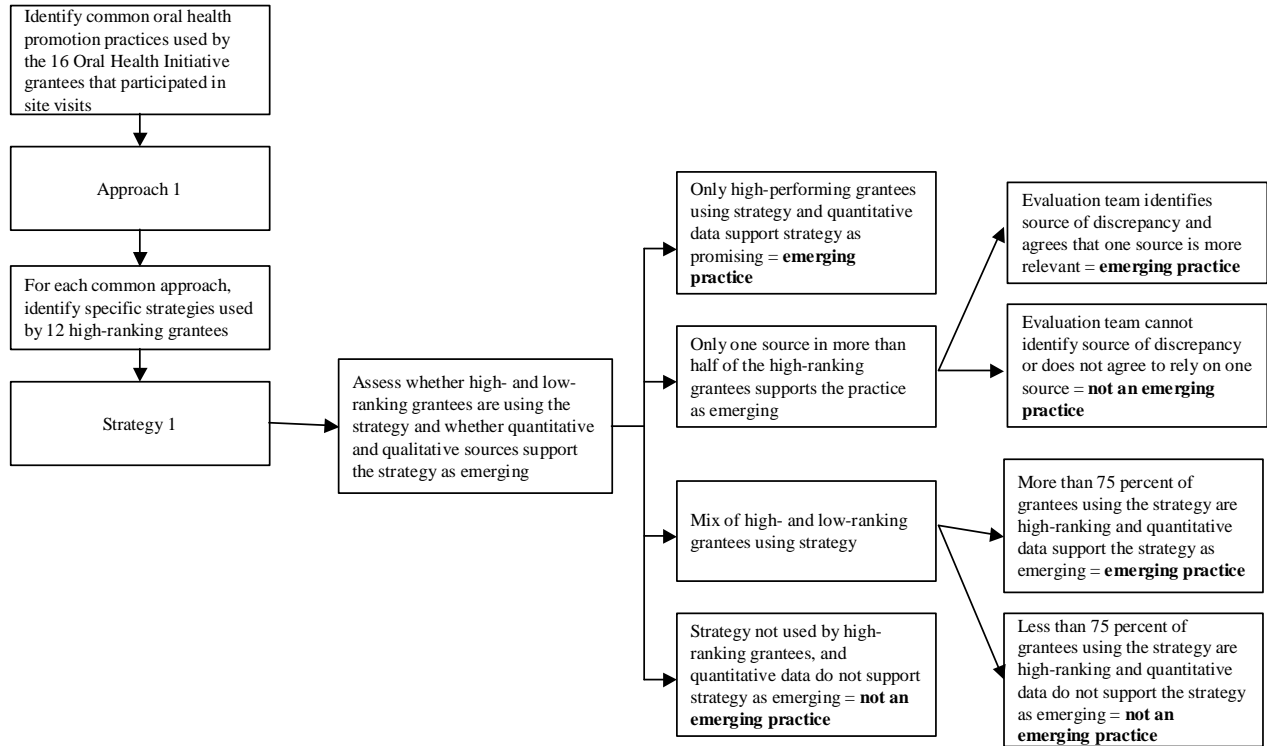 Identify common oral health
promotion practices used by
the 16 Oral Health Initiative
grantees that participated in
site visits
Approach 1
For each common approach,
identify specific strategies used
by 12 high-ranking grantees
Strategy 1
Assess whether high- and low-
ranking grantees are using the
strategy and whether quantitative
and qualitative sources support
the strategy as emerging
Only high-performing grantees
using strategy and quantitative
data support strategy as
promising = emerging
practice
Only one source in more than
half of the high-ranking
grantees supports the practice
as emerging
Mix of high- and low-ranking
grantees using strategy
Strategy not used by high-
ranking grantees, and
quantitative data do not support
strategy as emerging = not an
emerging practice
Evaluation team identifies
source of discrepancy and
agrees that one source is more
relevant = emerging practice
Evaluation team cannot
identify source of discrepancy
or does not agree to rely on one
source = not an emerging
practice
More than 75 percent of
grantees using the strategy are
high-ranking and quantitative
data support the strategy as
emerging = emerging practice
Less than 75 percent of
grantees using the strategy are
high-ranking and quantitative
data do not support the strategy
as emerging = not an
emerging practice